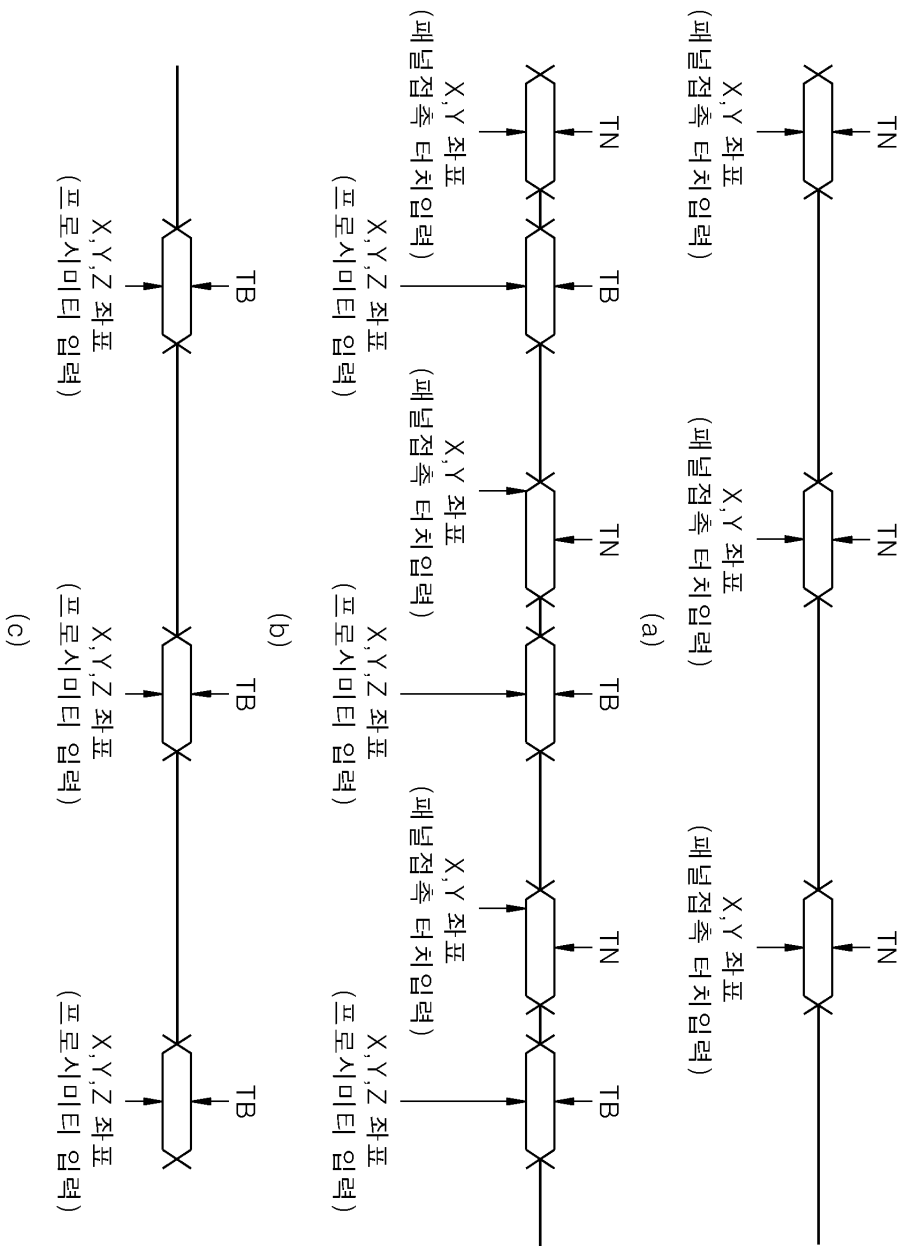 TN TN TN
X,Y 좌표 X,Y 좌표 X,Y 좌표
(패널접촉 터치입력) (패널접촉 터치입력) (패널접촉 터치입력)
(a)
TN TB TN TB TN TB
X,Y 좌표 X,Y 좌표 X,Y 좌표
(패널접촉 터치입력) (패널접촉 터치입력) (패널접촉 터치입력)
X,Y,Z 좌표 X,Y,Z 좌표 X,Y,Z 좌표
(프로시미티 입력) (프로시미티 입력) (프로시미티 입력)
(b)
TB TB TB
X,Y,Z 좌표 X,Y,Z 좌표 X,Y,Z 좌표
(프로시미티 입력) (프로시미티 입력) (프로시미티 입력)
(c)